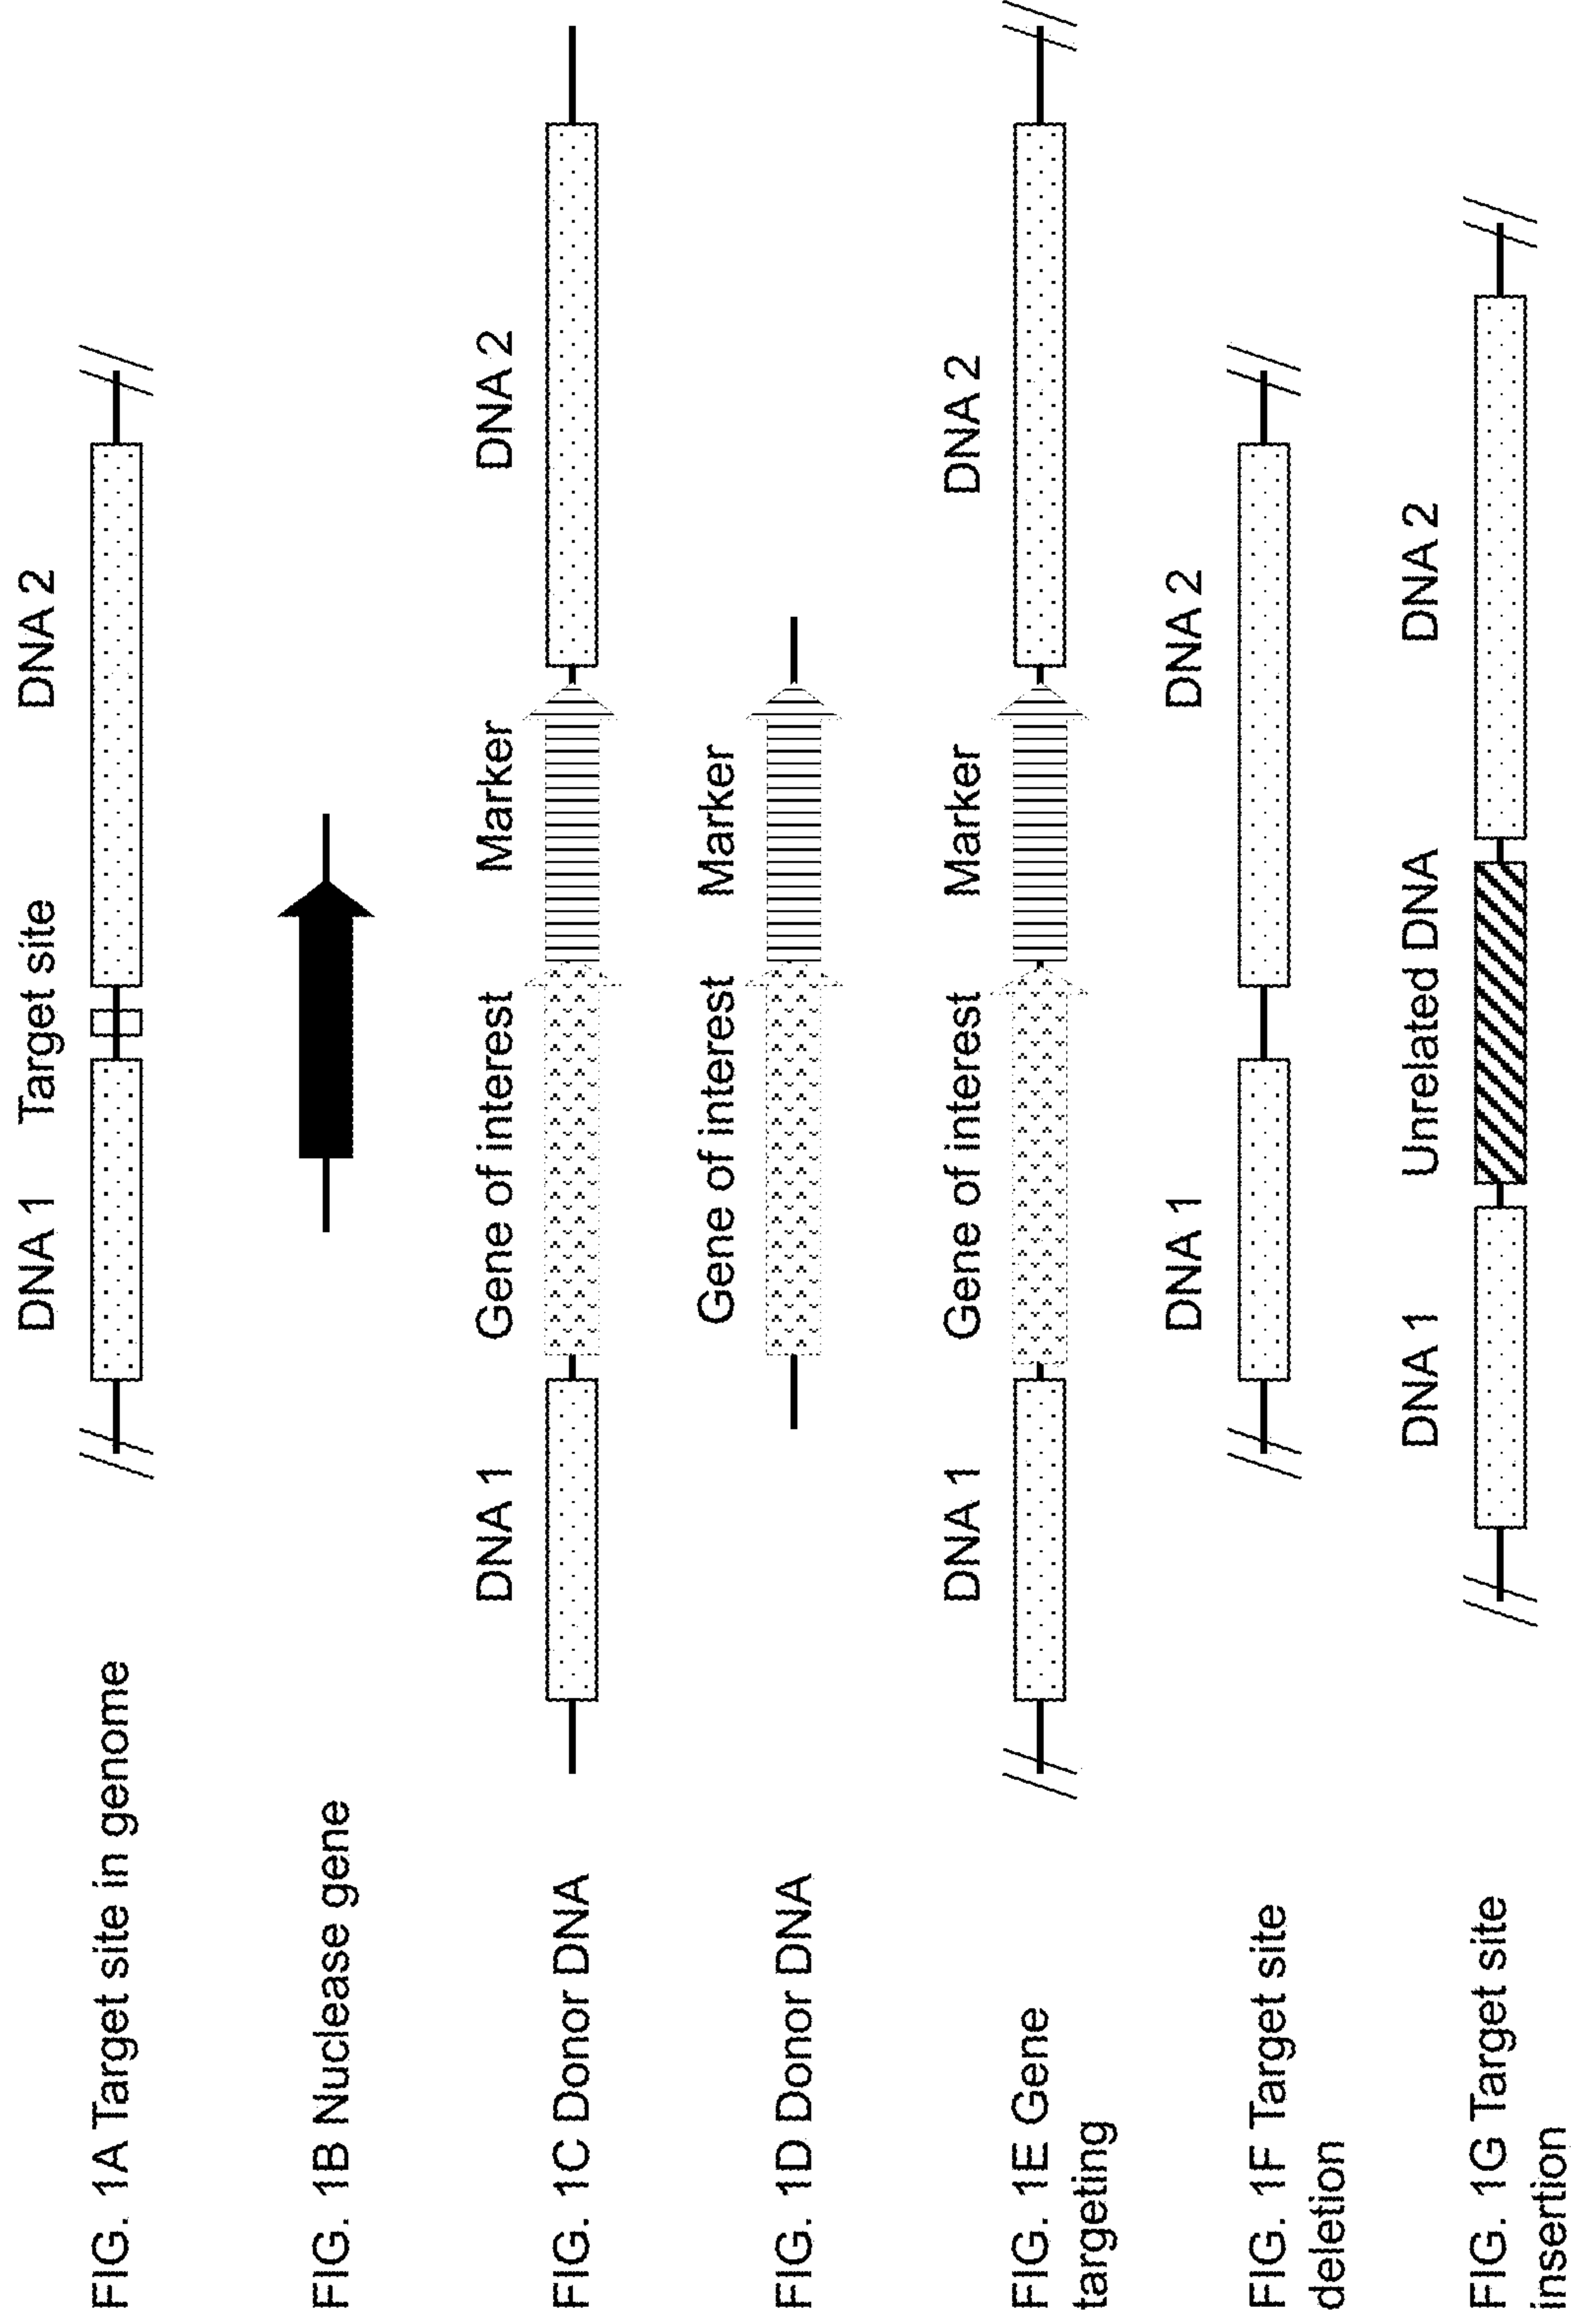 FIG. 1A Target site in genome
DNA 1 Target site DNA 2
FIG. 1B Nuclease gene
FIG. 1C Donor DNA
DNA 1 Gene of interest Marker DNA 2
FIG. 1D Donor DNA
Gene of interest Marker
FIG. 1E Gene
targeting
DNA 1 Gene of interest Marker DNA 2
FIG. 1F Target site
deletion
DNA 1 DNA 2
FIG. 1G Target site
insertion
DNA 1 Unrelated DNA DNA 2